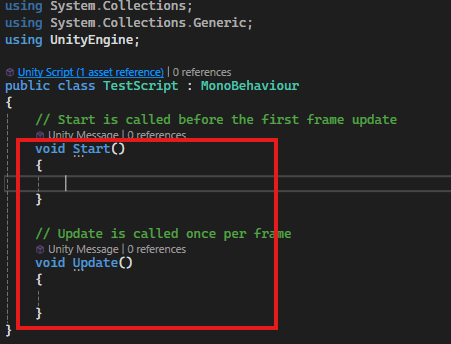 using System.Collections;
using System.Collections.Generic;
using UnityEngine;
Unity Script (1 asset reference) | 0 references
public class TestScript : MonoBehaviour
{
// Start is called before the first frame update
Unity Message | 0 references
void Start()
{
}
// Update is called once per frame
Unity Message | 0 references
void Update()
{
}
}